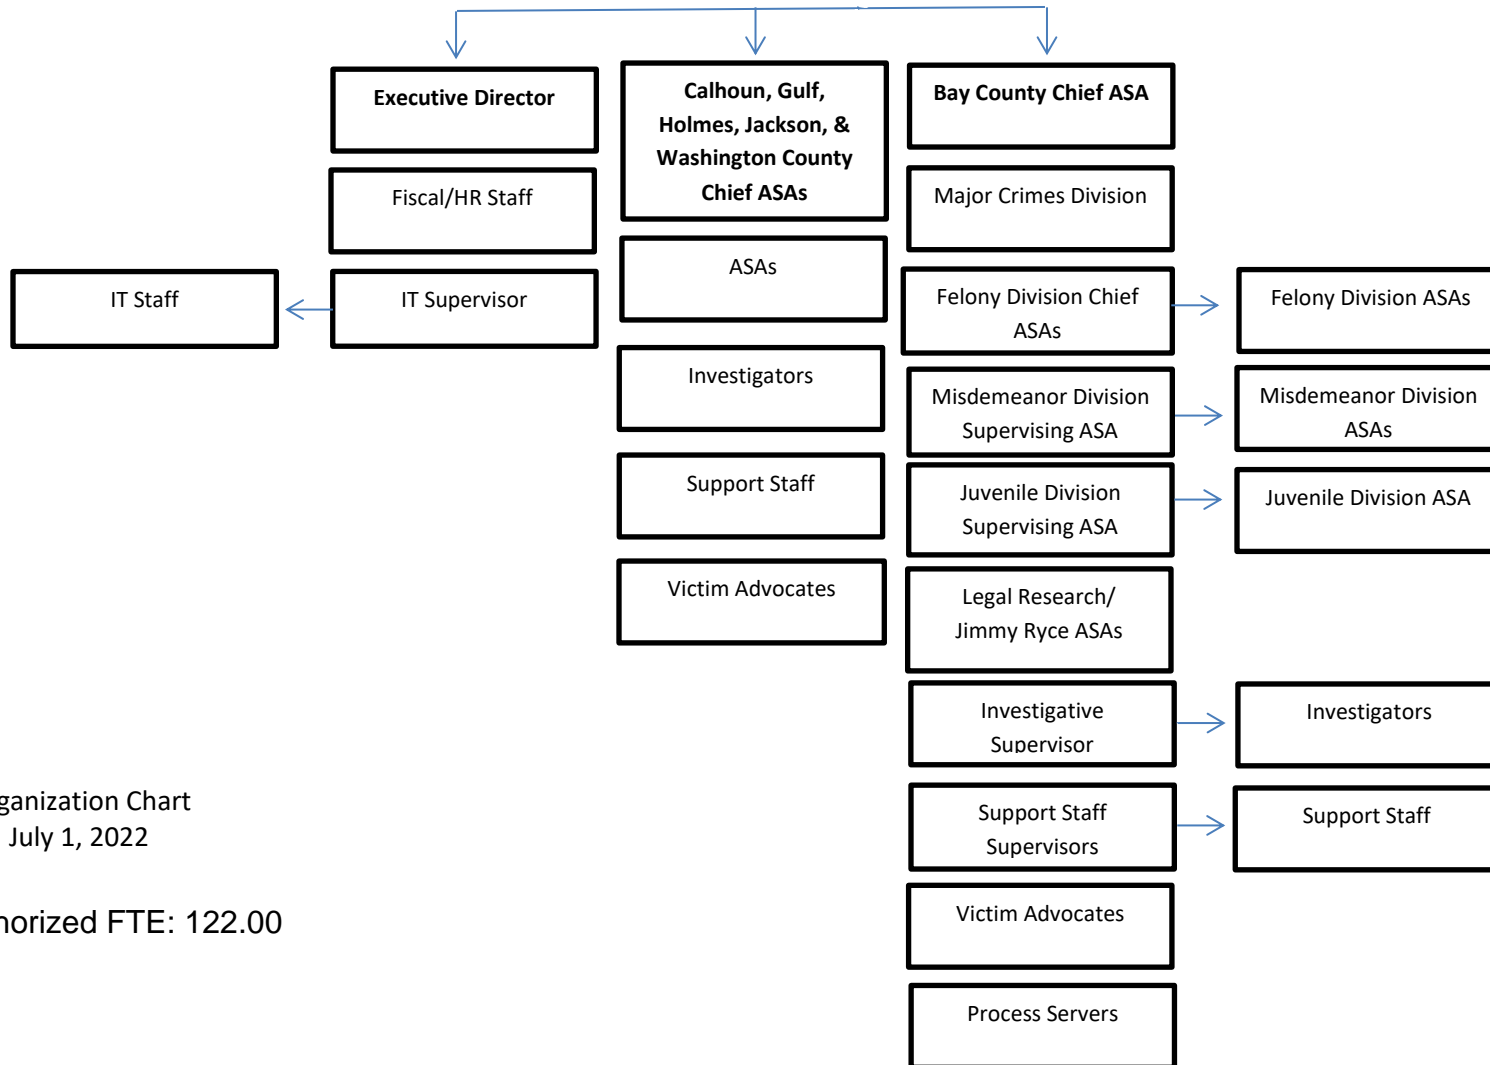 Executive Director
Calhoun, Gulf,
Holmes, Jackson, &
Washington County
Chief ASAs
Bay County Chief ASA
Fiscal/HR Staff
Major Crimes Division
ASAs
IT Staff
IT Supervisor
Felony Division Chief
ASAs
Felony Division ASAs
Investigators
Misdemeanor Division
Supervising ASA
Misdemeanor Division
ASAs
Support Staff
Juvenile Division
Supervising ASA
Juvenile Division ASA
Victim Advocates
Legal Research/
Jimmy Ryce ASAs
Investigative
Supervisor
Investigators
ganization Chart
July 1, 2022
Support Staff
Supervisors
Support Staff
horized FTE: 122.00
Victim Advocates
Process Servers